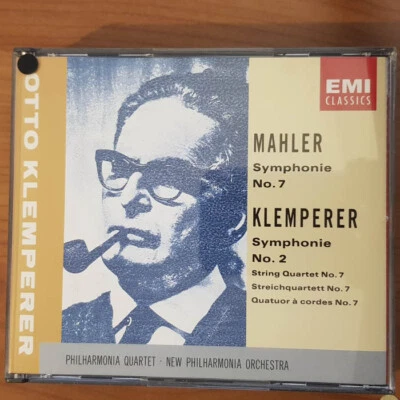 OTTO KLEMPERER
EMI
CLASSICS
MAHLER
Symphonie
No. 7
KLEMPERER
Symphonie
No. 2
String Quartet No. 7
Streichquartett No. 7
Quatuor à cordes No. 7
PHILHARMONIA QUARTET · NEW PHILHARMONIA ORCHESTRA